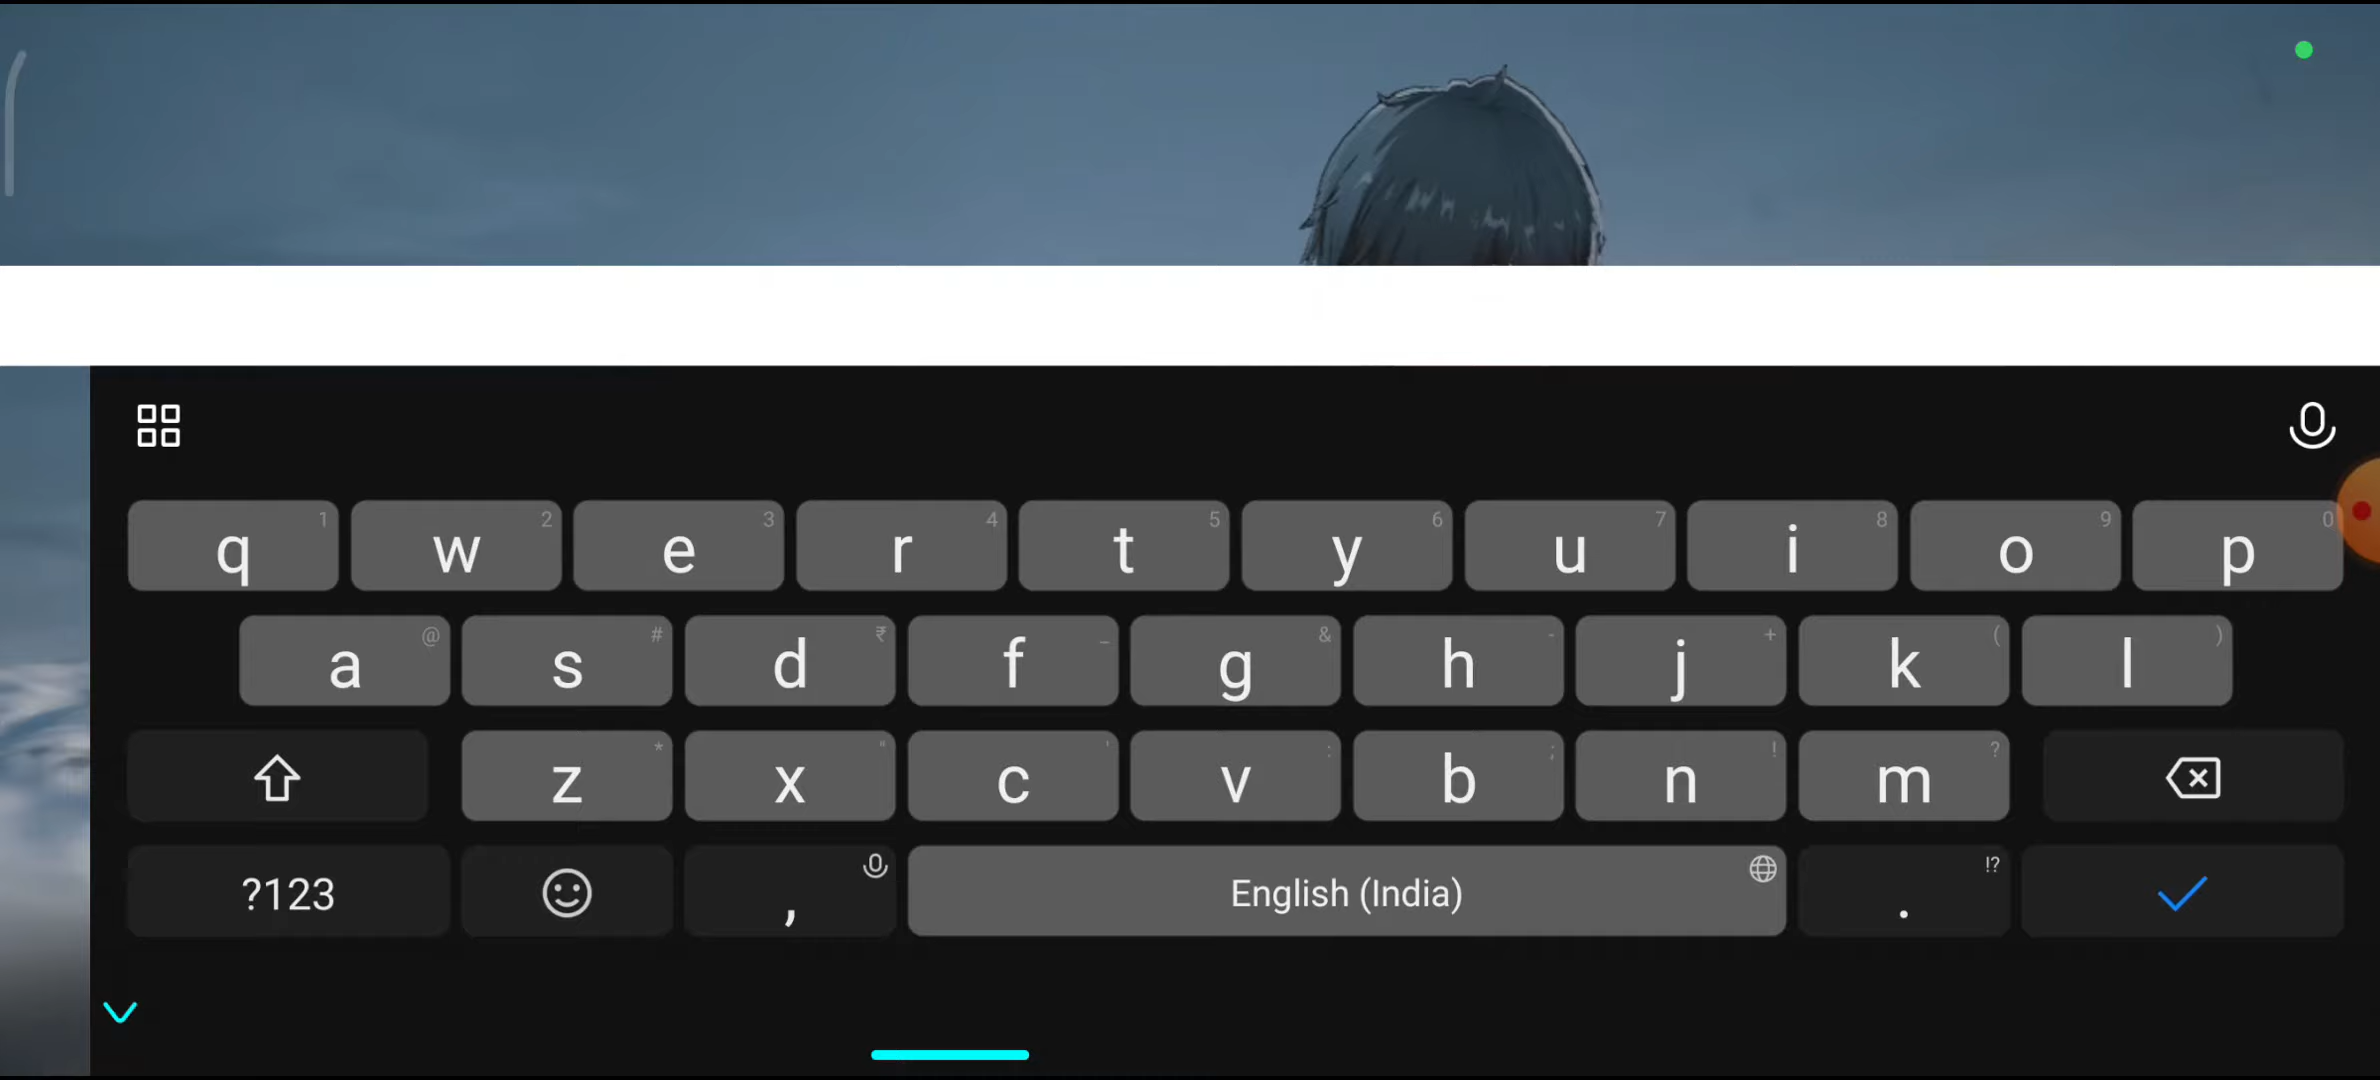 q 1 w 2 e 3 r 4 t 5 y 6 u 7 i 8 o 9 p 0
a @ s # d ₹ f _ g & h - j + k ( l )
z * x " c ' v : b ; n ! m ?
?123 , English (India) . !?